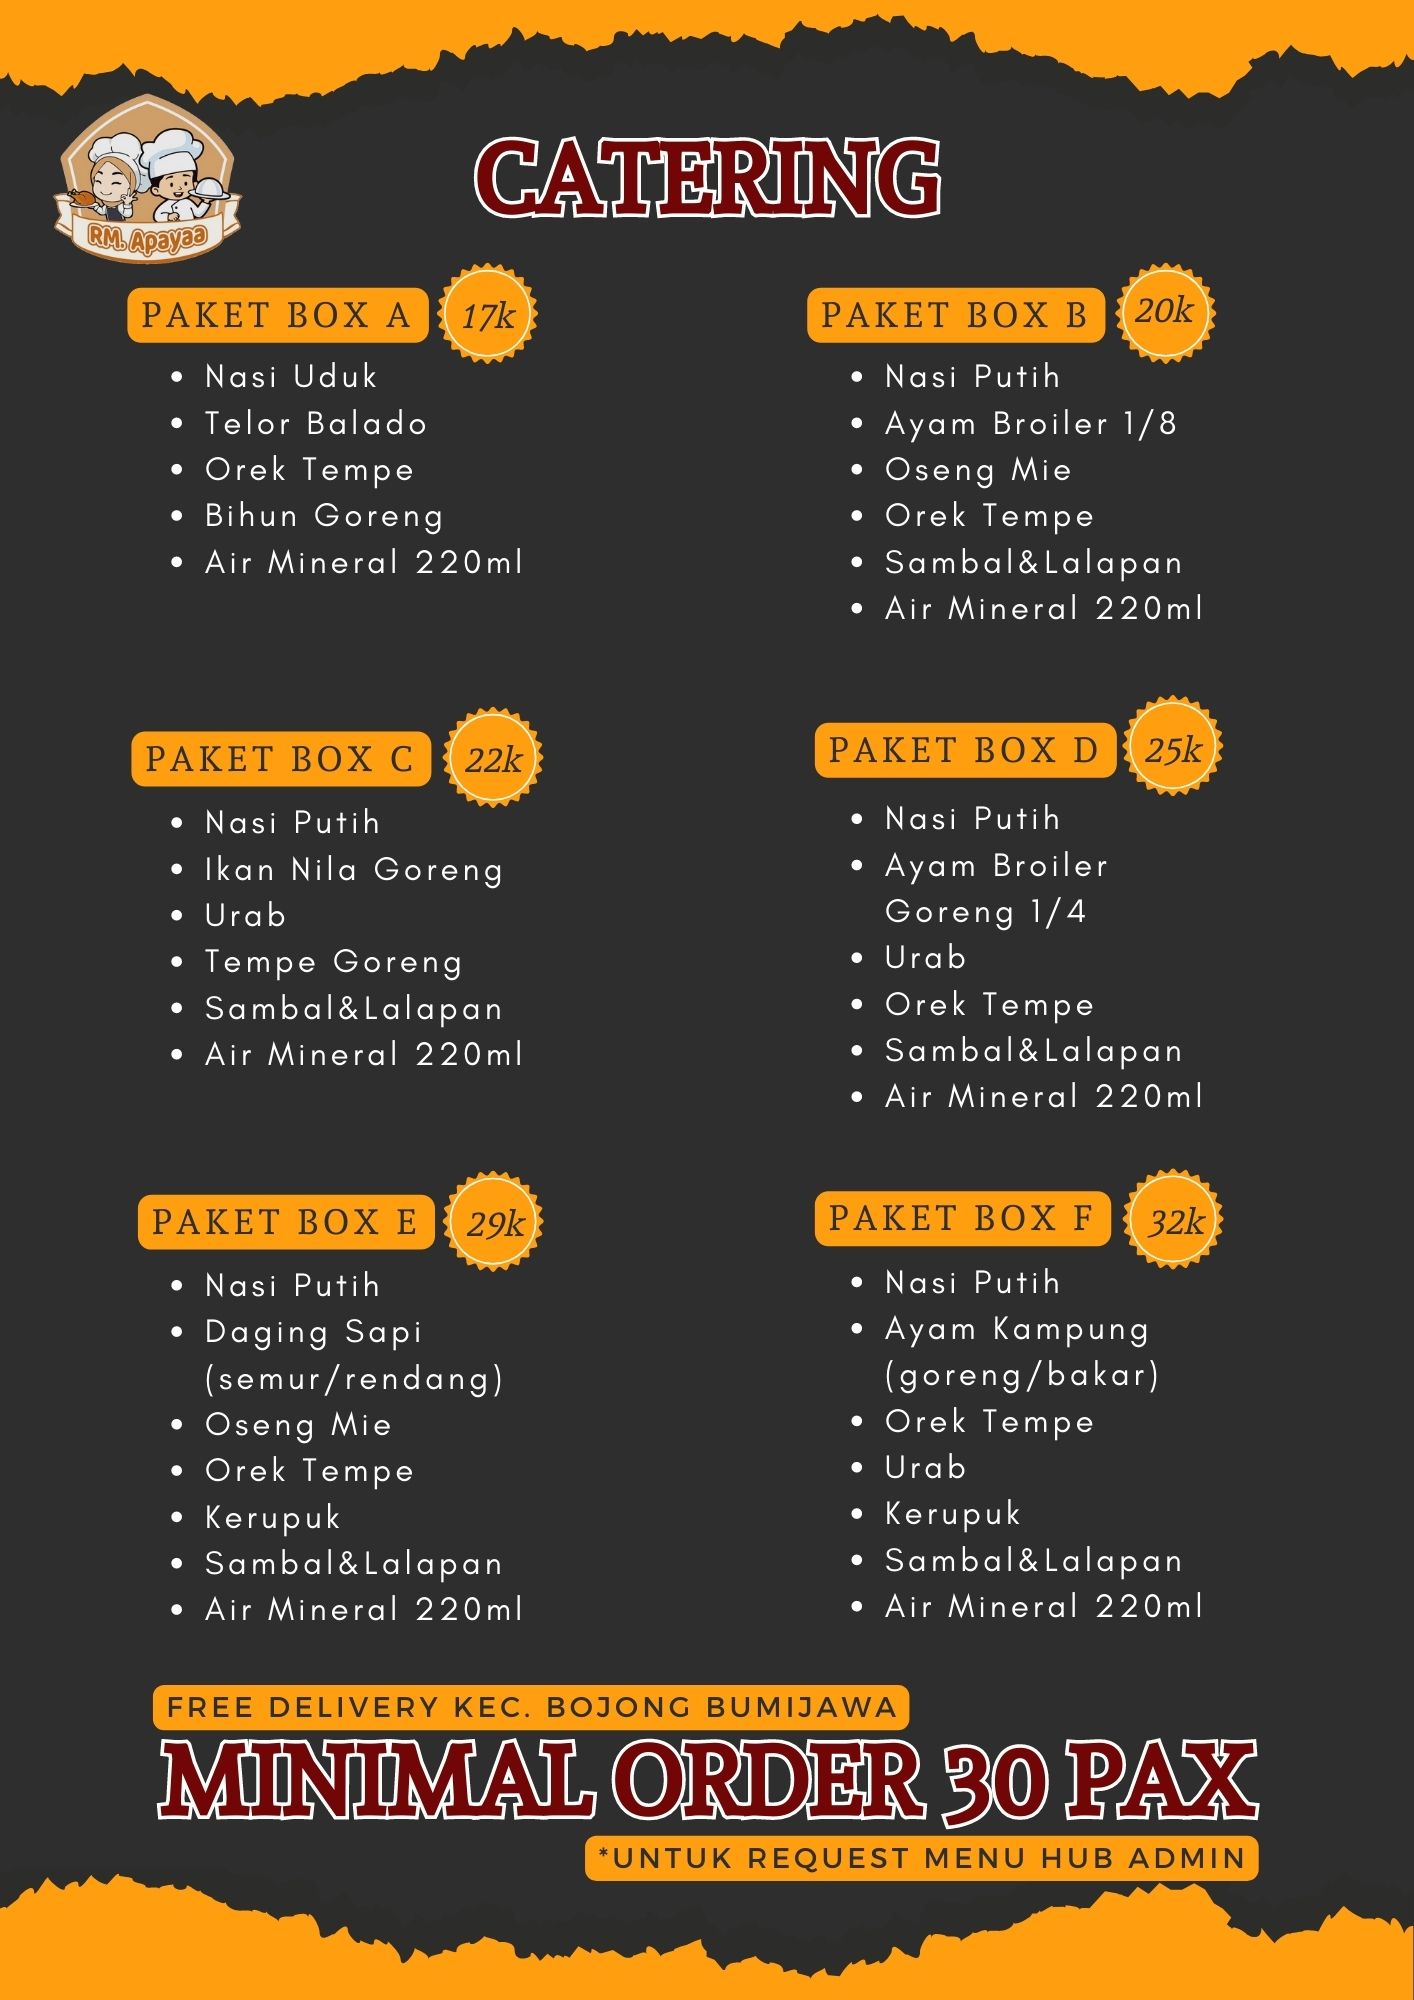 RM. Apayaa
CATERING
PAKET BOX A
17k
Nasi Uduk
Telor Balado
Orek Tempe
Bihun Goreng
Air Mineral 220ml
PAKET BOX B
20k
Nasi Putih
Ayam Broiler 1/8
Oseng Mie
Orek Tempe
Sambal&Lalapan
Air Mineral 220ml
PAKET BOX C
22k
Nasi Putih
Ikan Nila Goreng
Urab
Tempe Goreng
Sambal&Lalapan
Air Mineral 220ml
PAKET BOX D
25k
Nasi Putih
Ayam Broiler
Goreng 1/4
Urab
Orek Tempe
Sambal&Lalapan
Air Mineral 220ml
PAKET BOX E
29k
Nasi Putih
Daging Sapi
(semur/rendang)
Oseng Mie
Orek Tempe
Kerupuk
Sambal&Lalapan
Air Mineral 220ml
PAKET BOX F
32k
Nasi Putih
Ayam Kampung
(goreng/bakar)
Orek Tempe
Urab
Kerupuk
Sambal&Lalapan
Air Mineral 220ml
FREE DELIVERY KEC. BOJONG BUMIJAWA
MINIMAL ORDER 30 PAX
*UNTUK REQUEST MENU HUB ADMIN